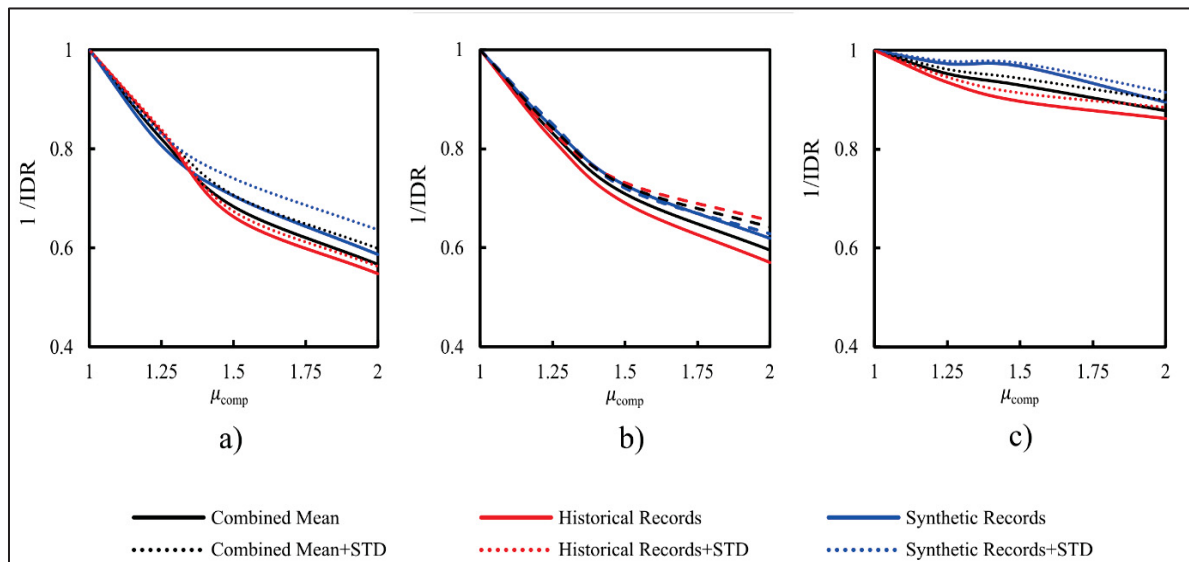 1 1 1
0.8 0.8 0.8
0.6 0.6 0.6
0.4 0.4 0.4
1 /IDR 1/IDR 1/IDR
1 1.25 1.5 1.75 2 1 1.25 1.5 1.75 2 1 1.25 1.5 1.75 2
μcomp μcomp μcomp
a) b) c)
Combined Mean Historical Records Synthetic Records
Combined Mean+STD Historical Records+STD Synthetic Records+STD